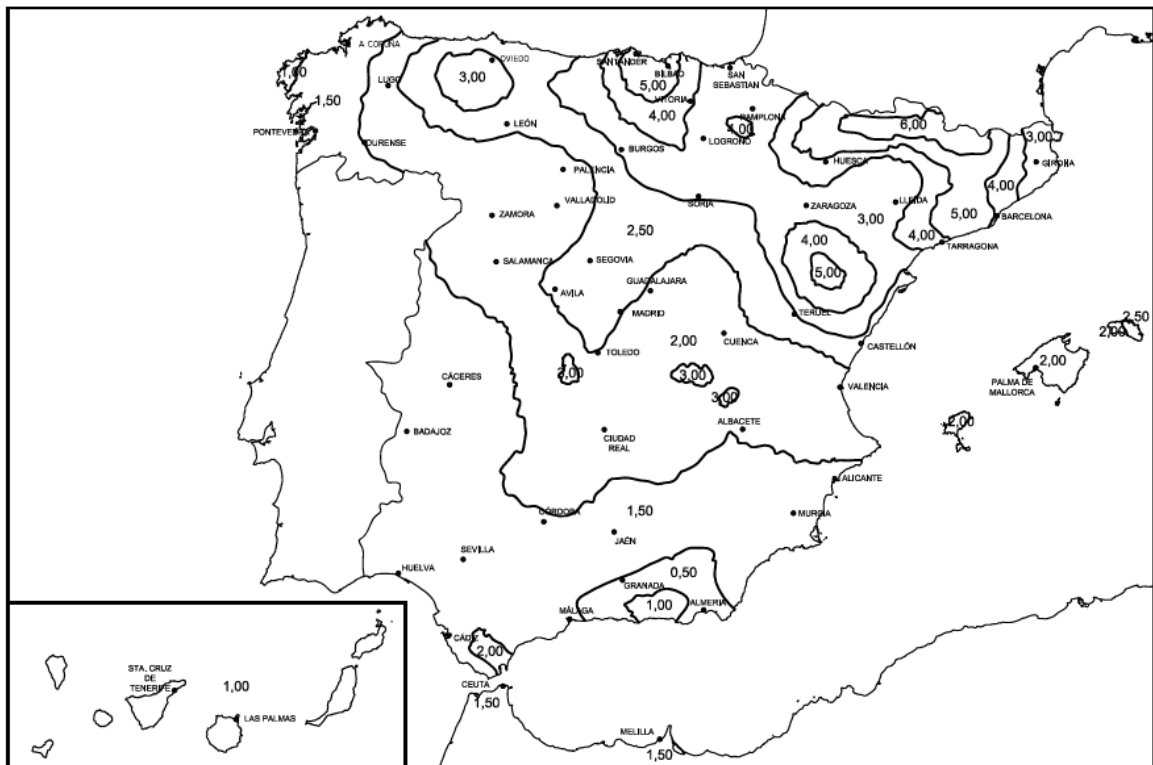 A CORUÑA
LUGO
1,00
1,50
PONTEVEDRA
OURENSE
OVIEDO
3,00
LEÓN
SANTANDER
BILBAO
5,00
VITORIA
4,00
SAN
SEBASTIAN
PAMPLONA
4,00
LOGROÑO
BURGOS
PALENCIA
VALLADOLID
ZAMORA
SORIA
2,50
SALAMANCA
SEGOVIA
AVILA
GUADALAJARA
MADRID
6,00
3,00
GIRONA
HUESCA
4,00
LLEIDA
ZARAGOZA
3,00
5,00
BARCELONA
4,00
TARRAGONA
4,00
5,00
TERUEL
CASTELLÓN
2,00
CUENCA
TOLEDO
3,00
3,00
3,00
VALENCIA
2,50
2,00
2,00
PALMA DE
MALLORCA
2,00
CÁCERES
BADAJOZ
CIUDAD
REAL
ALBACETE
ALICANTE
MURCIA
1,50
CÓRDOBA
JAÉN
SEVILLA
HUELVA
0,50
GRANADA
1,00
ALMERIA
MÁLAGA
CÁDIZ
2,00
CEUTA
1,50
MELILLA
1,50
STA. CRUZ
DE
TENERIFE
1,00
LAS PALMAS